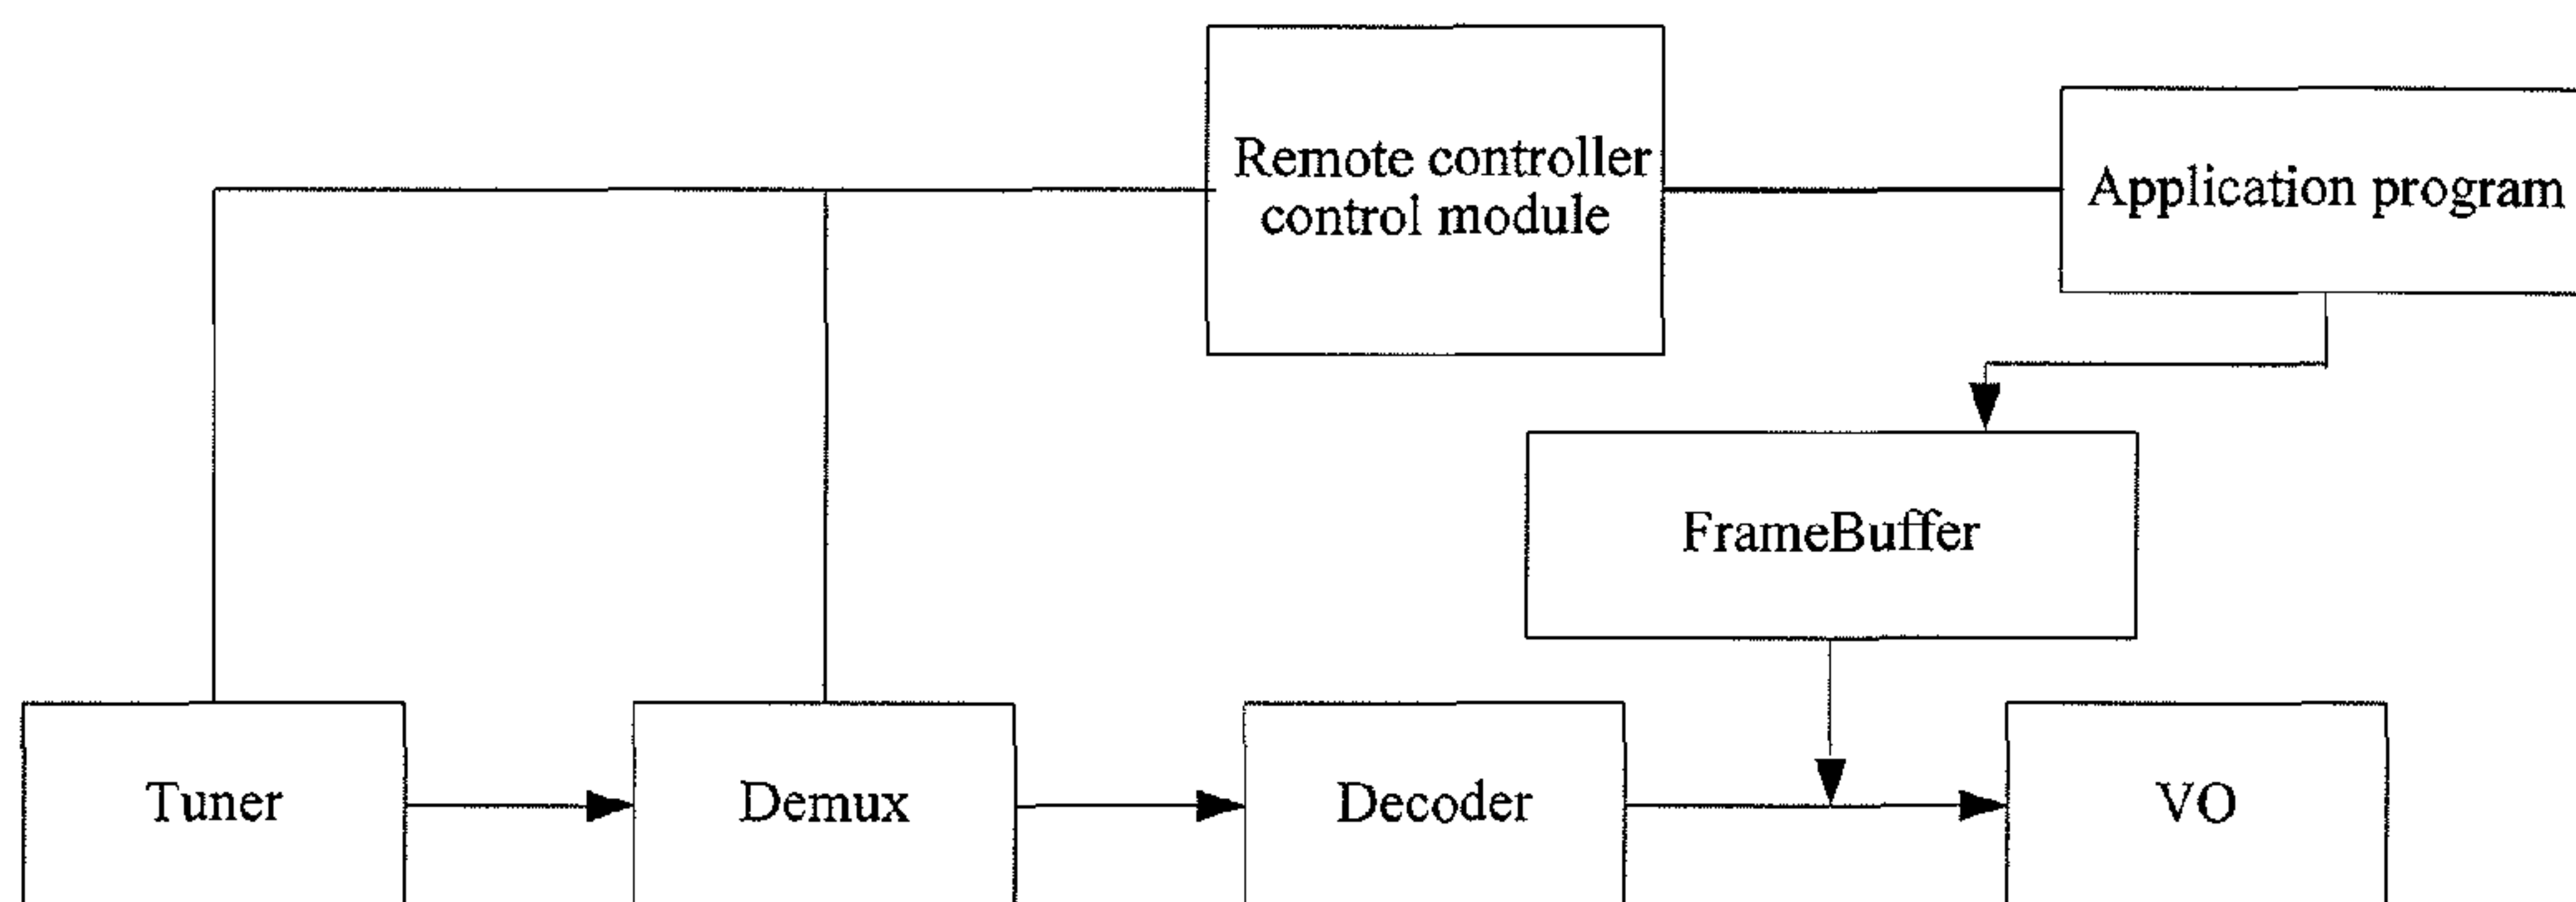 Remote controller
control module
Application program
FrameBuffer
Tuner
Demux
Decoder
VO